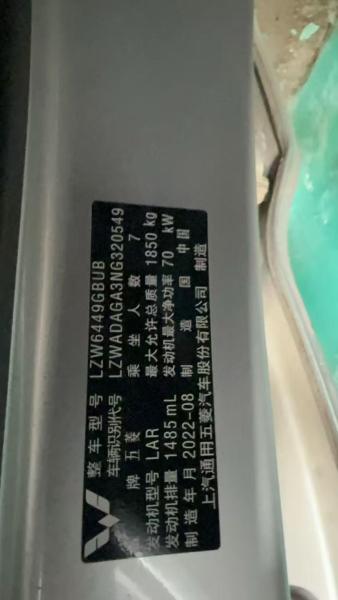 整车型号 LZW6449GBUB
车辆识别代号 LZWADAGA3NG320549
品牌 五菱 乘坐人数 7
发动机型号 LAR 最大允许总质量 1850 kg
发动机排量 1485 mL 发动机最大净功率 70 kW
制造年月 2022-08 制造国 中国
上汽通用五菱汽车股份有限公司 制造